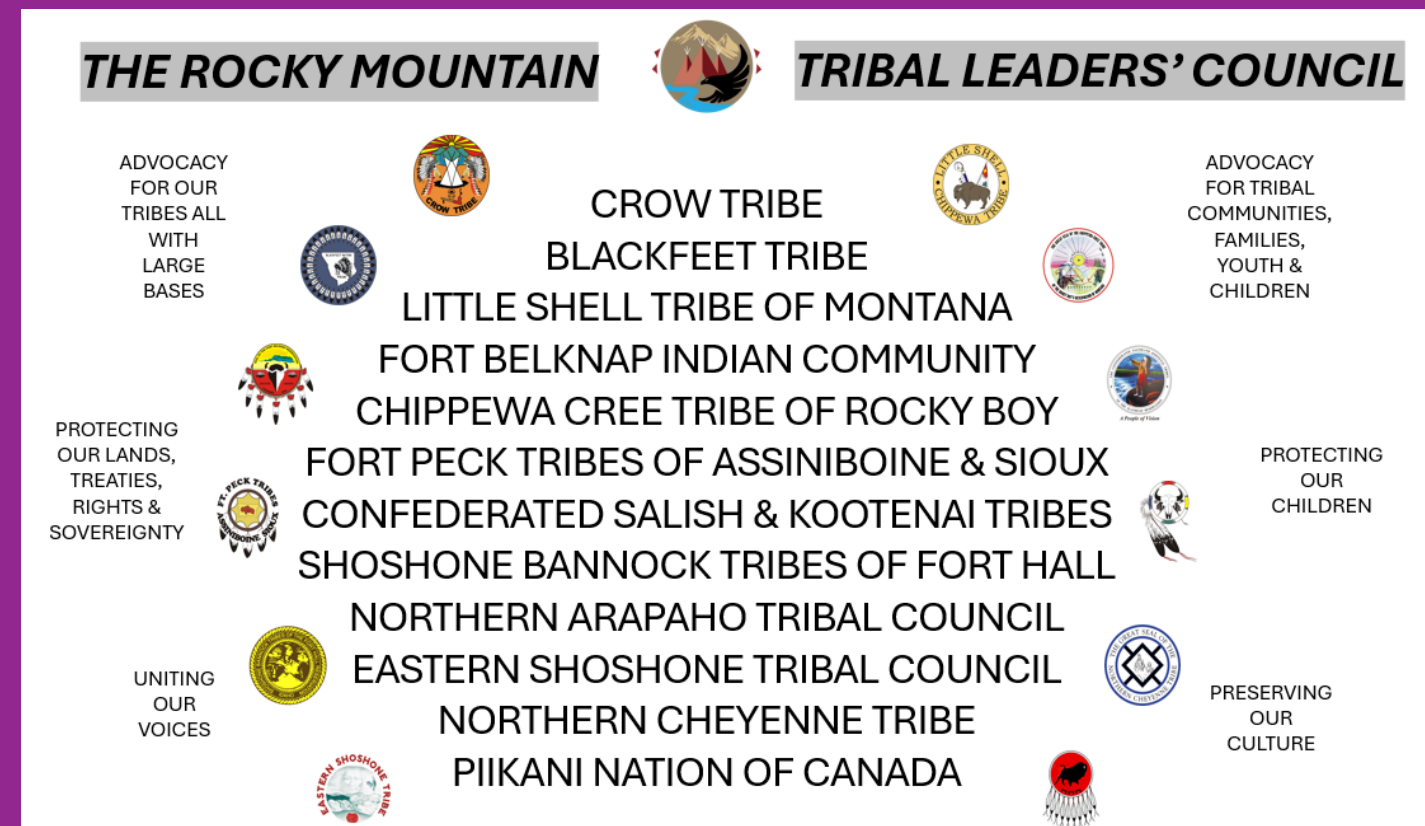 THE ROCKY MOUNTAIN
TRIBAL LEADERS’ COUNCIL
ADVOCACY
FOR OUR
TRIBES ALL
WITH
LARGE
BASES
PROTECTING
OUR LANDS,
TREATIES,
RIGHTS &
SOVEREIGNTY
UNITING
OUR
VOICES
CROW TRIBE
LITTLE SHELL
CHIPPEWA TRIBE
FT. PECK TRIBES
ASSINIBOINE SIOUX
A People of Vision
THE GREAT SEAL OF THE
NORTHERN CHEYENNE TRIBE
EASTERN SHOSHONE
TRIBE
CROW TRIBE
BLACKFEET TRIBE
LITTLE SHELL TRIBE OF MONTANA
FORT BELKNAP INDIAN COMMUNITY
CHIPPEWA CREE TRIBE OF ROCKY BOY
FORT PECK TRIBES OF ASSINIBOINE & SIOUX
CONFEDERATED SALISH & KOOTENAI TRIBES
SHOSHONE BANNOCK TRIBES OF FORT HALL
NORTHERN ARAPAHO TRIBAL COUNCIL
EASTERN SHOSHONE TRIBAL COUNCIL
NORTHERN CHEYENNE TRIBE
PIIKANI NATION OF CANADA
ADVOCACY
FOR TRIBAL
COMMUNITIES,
FAMILIES,
YOUTH &
CHILDREN
PROTECTING
OUR
CHILDREN
PRESERVING
OUR
CULTURE